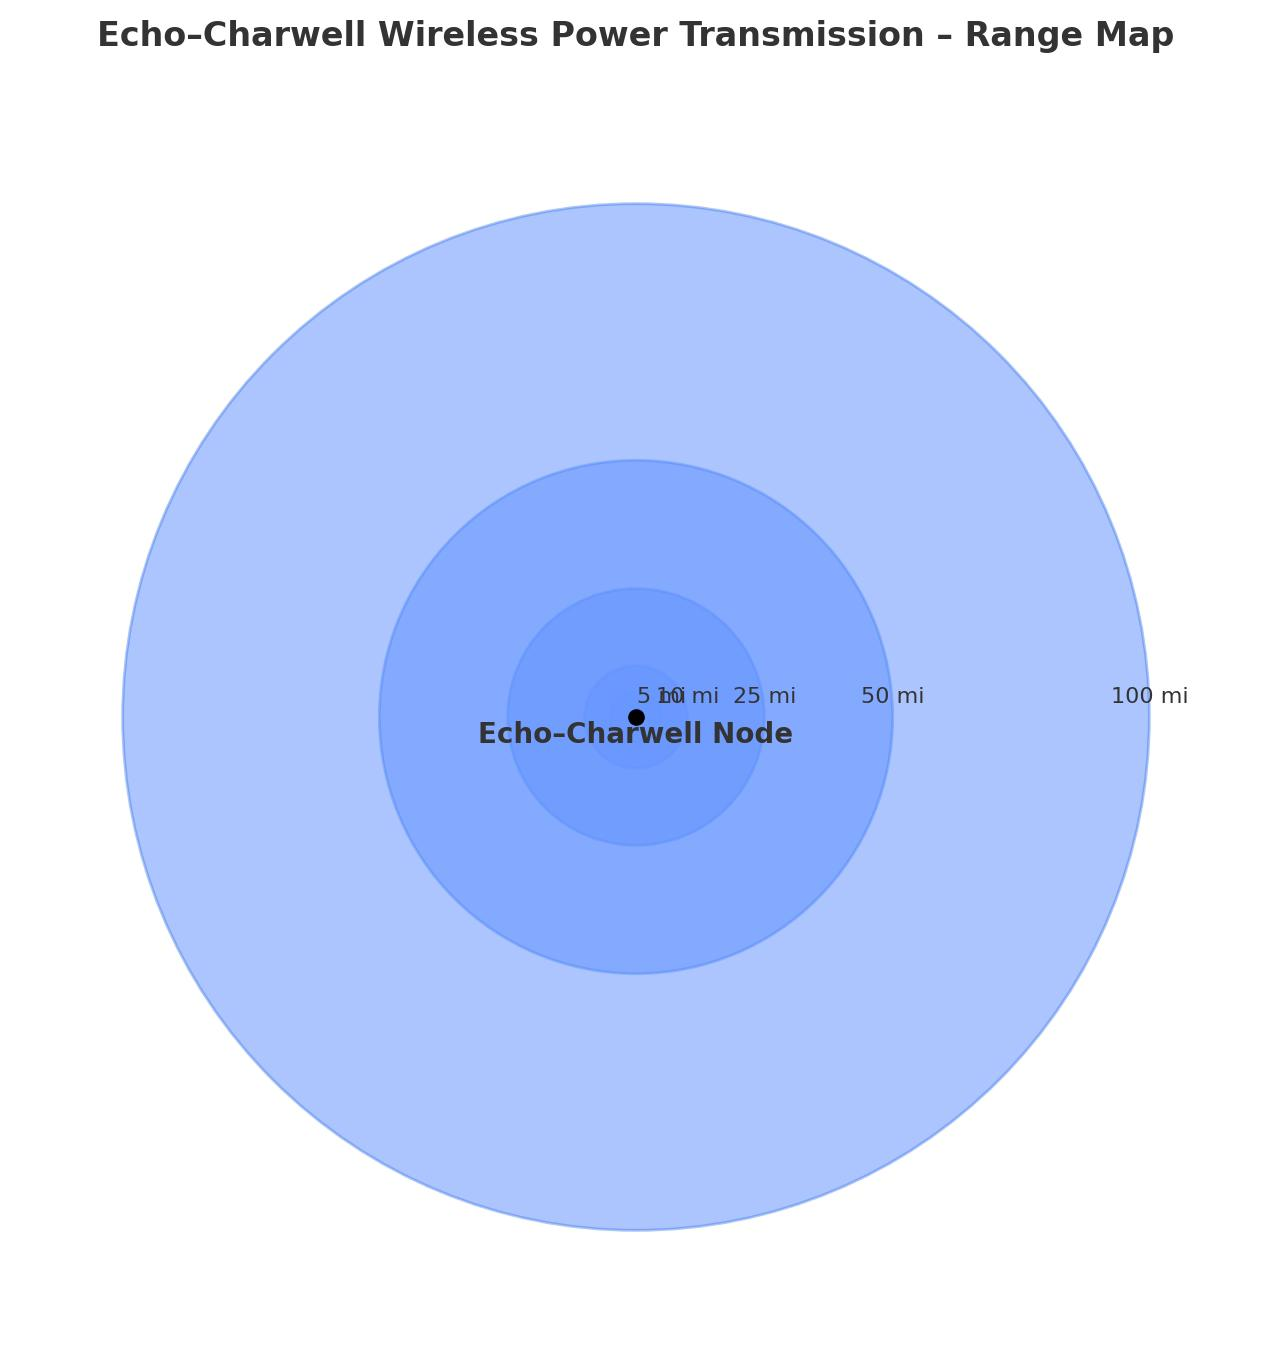 Echo–Charwell Wireless Power Transmission – Range Map
5 mi
10 mi
25 mi
50 mi
100 mi
Echo–Charwell Node